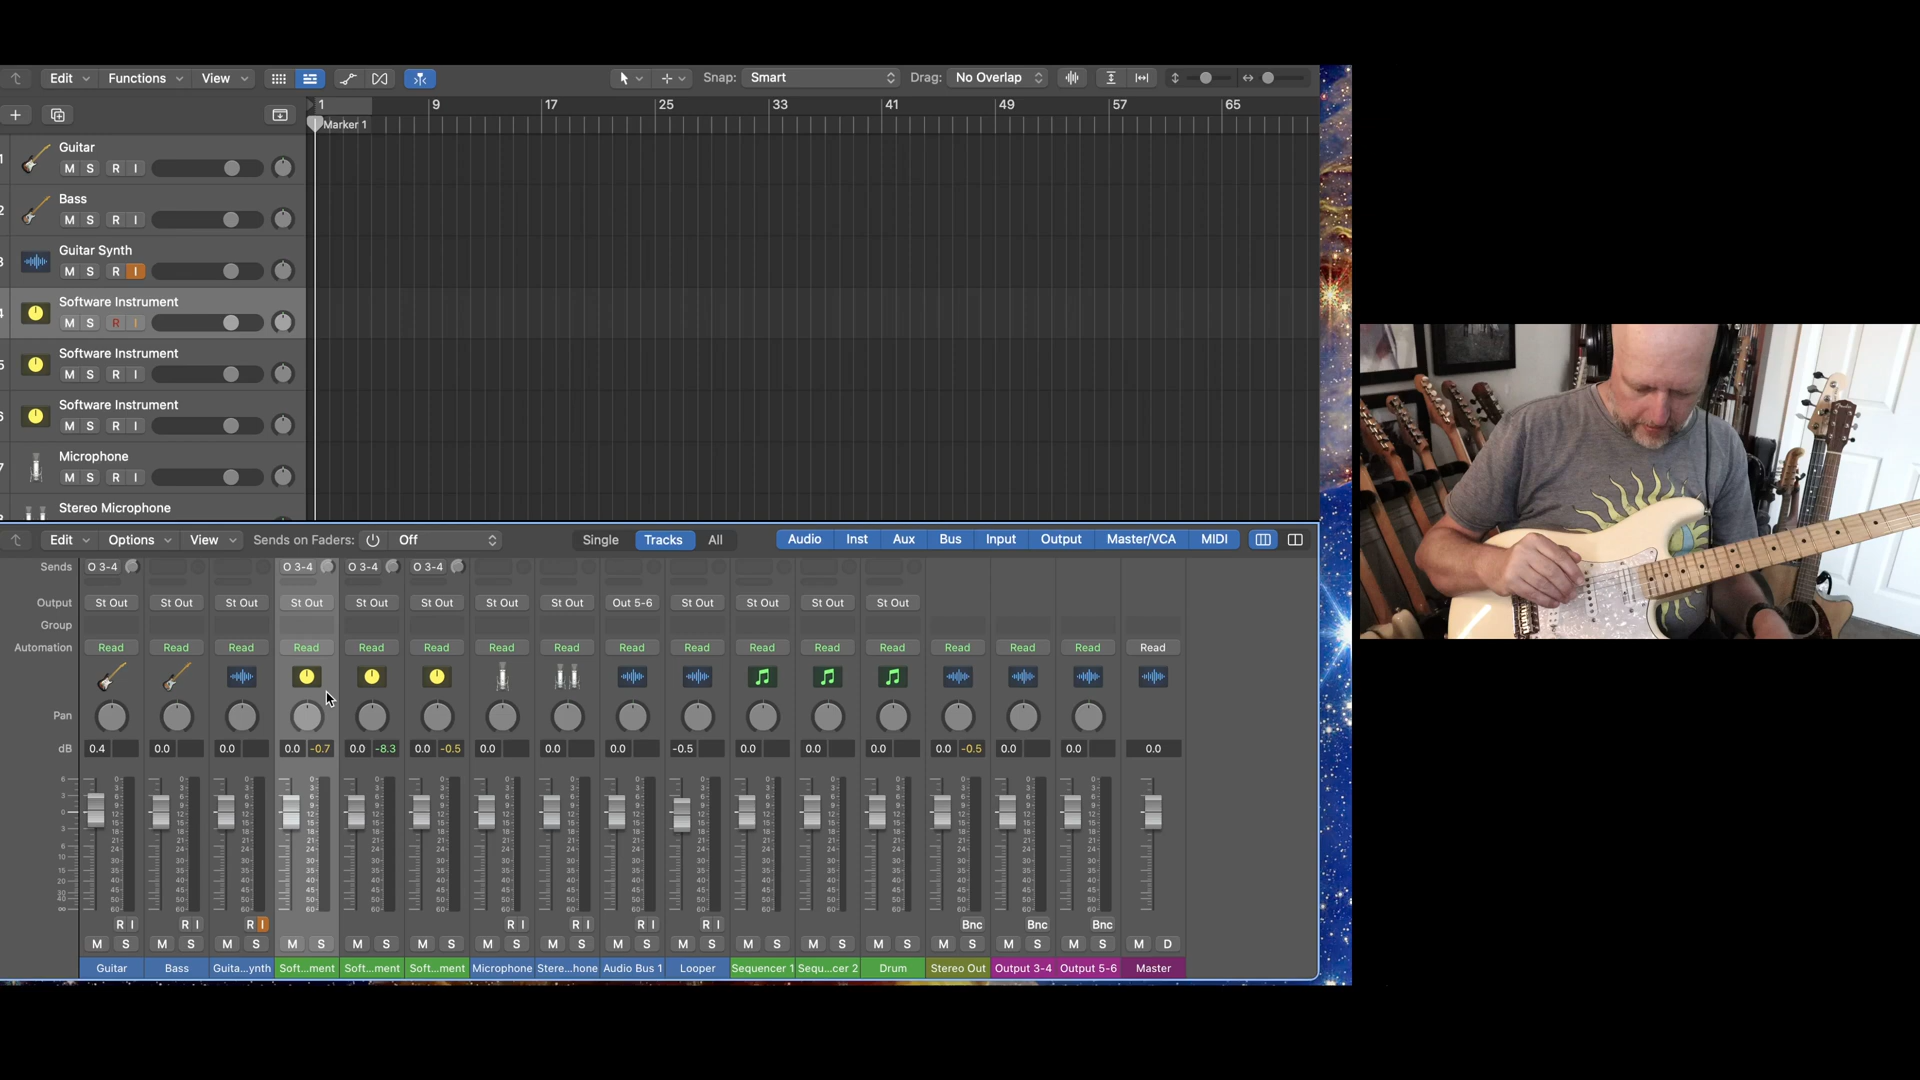 Edit Functions View Snap: Smart Drag: No Overlap
1 9 17 25 33 41 49 57 65
Marker 1
1 Guitar
M S R I
2 Bass
M S R I
3 Guitar Synth
M S R I
4 Software Instrument
M S R I
5 Software Instrument
M S R I
6 Software Instrument
M S R I
7 Microphone
M S R I
Stereo Microphone
Edit Options View Sends on Faders: Off Single Tracks All Audio Inst Aux Bus Input Output Master/VCA MIDI
Sends O 3-4 O 3-4 O 3-4 O 3-4
Output St Out St Out St Out St Out St Out St Out St Out St Out Out 5-6 St Out St Out St Out St Out
Group
Automation Read Read Read Read Read Read Read Read Read Read Read Read Read Read Read Read Read
Pan
dB 0.4 0.0 0.0 0.0 -0.7 0.0 -8.3 0.0 -0.5 0.0 0.0 0.0 -0.5 0.0 0.0 0.0 0.0 -0.5 0.0 0.0 0.0
R I R I R I R I R I R I R I Bnc Bnc Bnc
M S M S M S M S M S M S M S M S M S M S M S M S M S M S M S M S M D
Guitar Bass Guita...ynth Soft...ment Soft...ment Soft...ment Microphone Stere...hone Audio Bus 1 Looper Sequencer 1 Sequ...cer 2 Drum Stereo Out Output 3-4 Output 5-6 Master